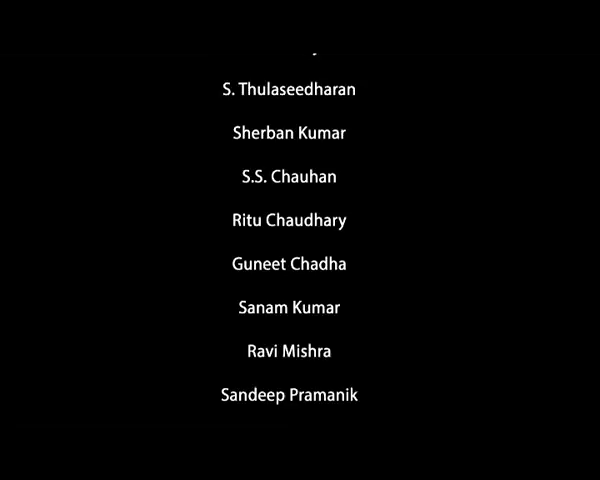 S. Thulaseedharan
Sherban Kumar
S.S. Chauhan
Ritu Chaudhary
Guneet Chadha
Sanam Kumar
Ravi Mishra
Sandeep Pramanik